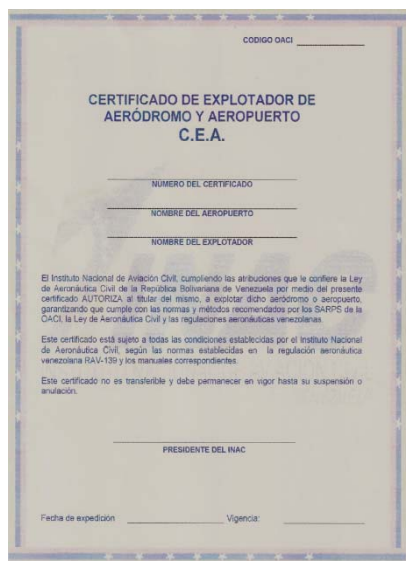 CODIGO OACI
CERTIFICADO DE EXPLOTADOR DE
AERÓDROMO Y AEROPUERTO
C.E.A.
NÚMERO DEL CERTIFICADO
NOMBRE DEL AEROPUERTO
NOMBRE DEL EXPLOTADOR
El Instituto Nacional de Aviación Civil, cumpliendo las atribuciones que le confiere la Ley
de Aeronáutica Civil de la República Bolivariana de Venezuela por medio del presente
certificado AUTORIZA al titular del mismo, a explotar dicho aeródromo o aeropuerto,
garantizando que cumple con las normas y métodos recomendados por los SARPS de la
OACI, la Ley de Aeronáutica Civil y las regulaciones aeronáuticas venezolanas.
Este certificado está sujeto a todas las condiciones establecidas por el Instituto Nacional
de Aeronáutica Civil, según las normas establecidas en la regulación aeronáutica
venezolana RAV-139 y los manuales correspondientes.
Este certificado no es transferible y debe permanecer en vigor hasta su suspensión o
anulación.
PRESIDENTE DEL INAC
Fecha de expedición Vigencia: